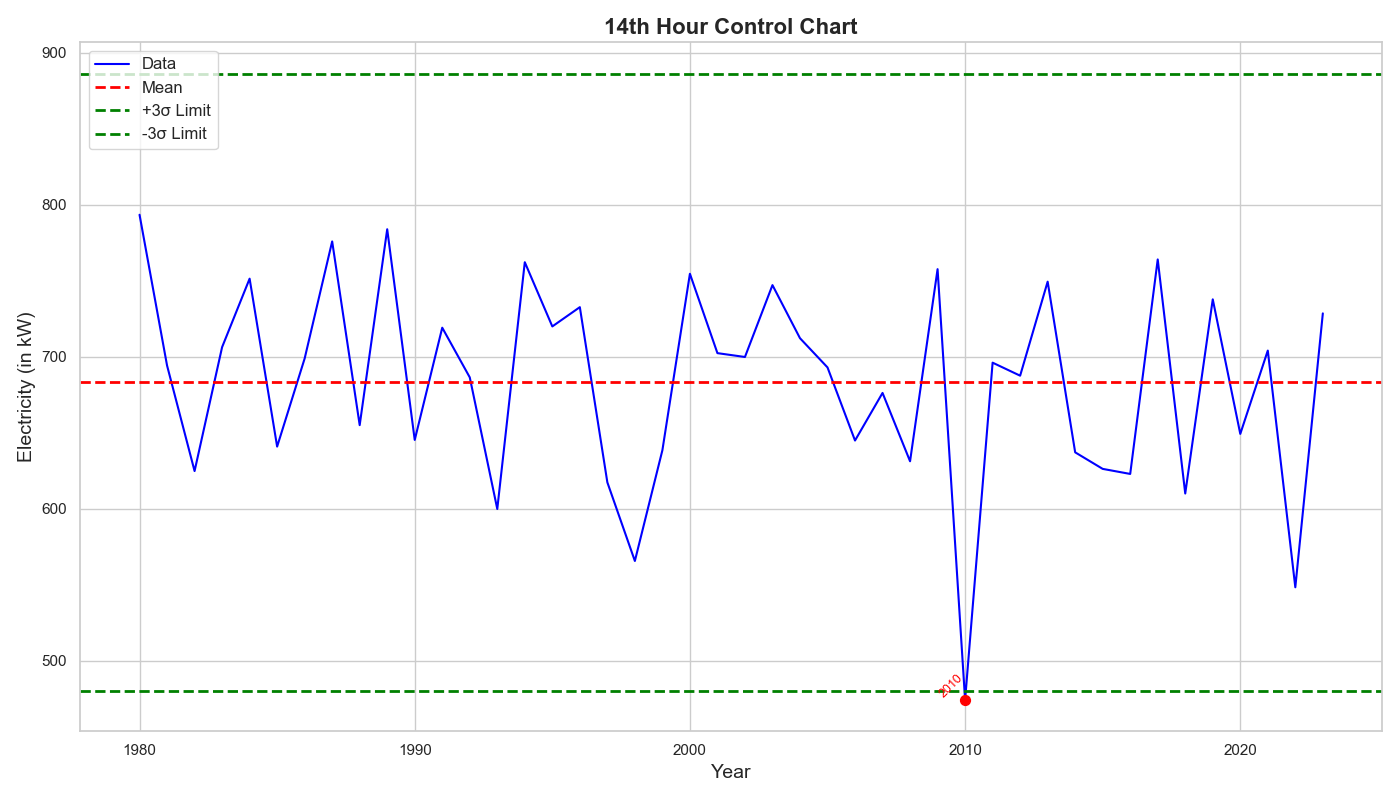 14th Hour Control Chart
Data
Mean
+3σ Limit
-3σ Limit
Electricity (in kW)
900
800
700
600
500
2010
1980
1990
2000
2010
2020
Year